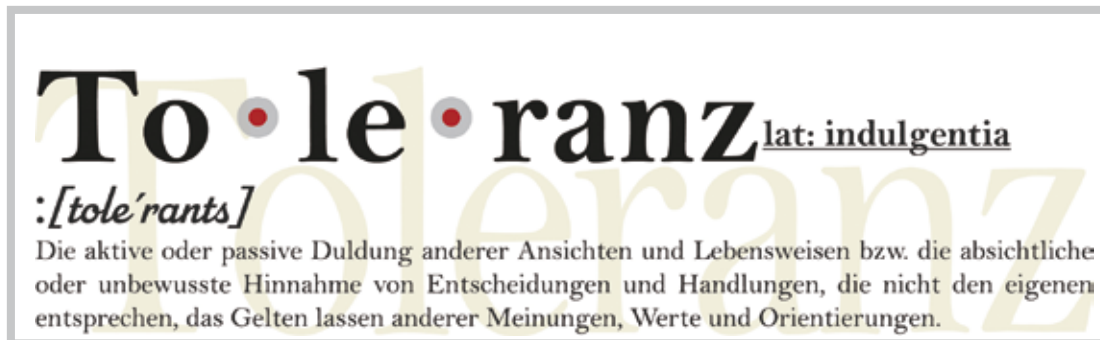 To • le • ranz lat: indulgentia
:[tole´rants]
Die aktive oder passive Duldung anderer Ansichten und Lebensweisen bzw. die absichtliche
oder unbewusste Hinnahme von Entscheidungen und Handlungen, die nicht den eigenen
entsprechen, das Gelten lassen anderer Meinungen, Werte und Orientierungen.
Toleranz